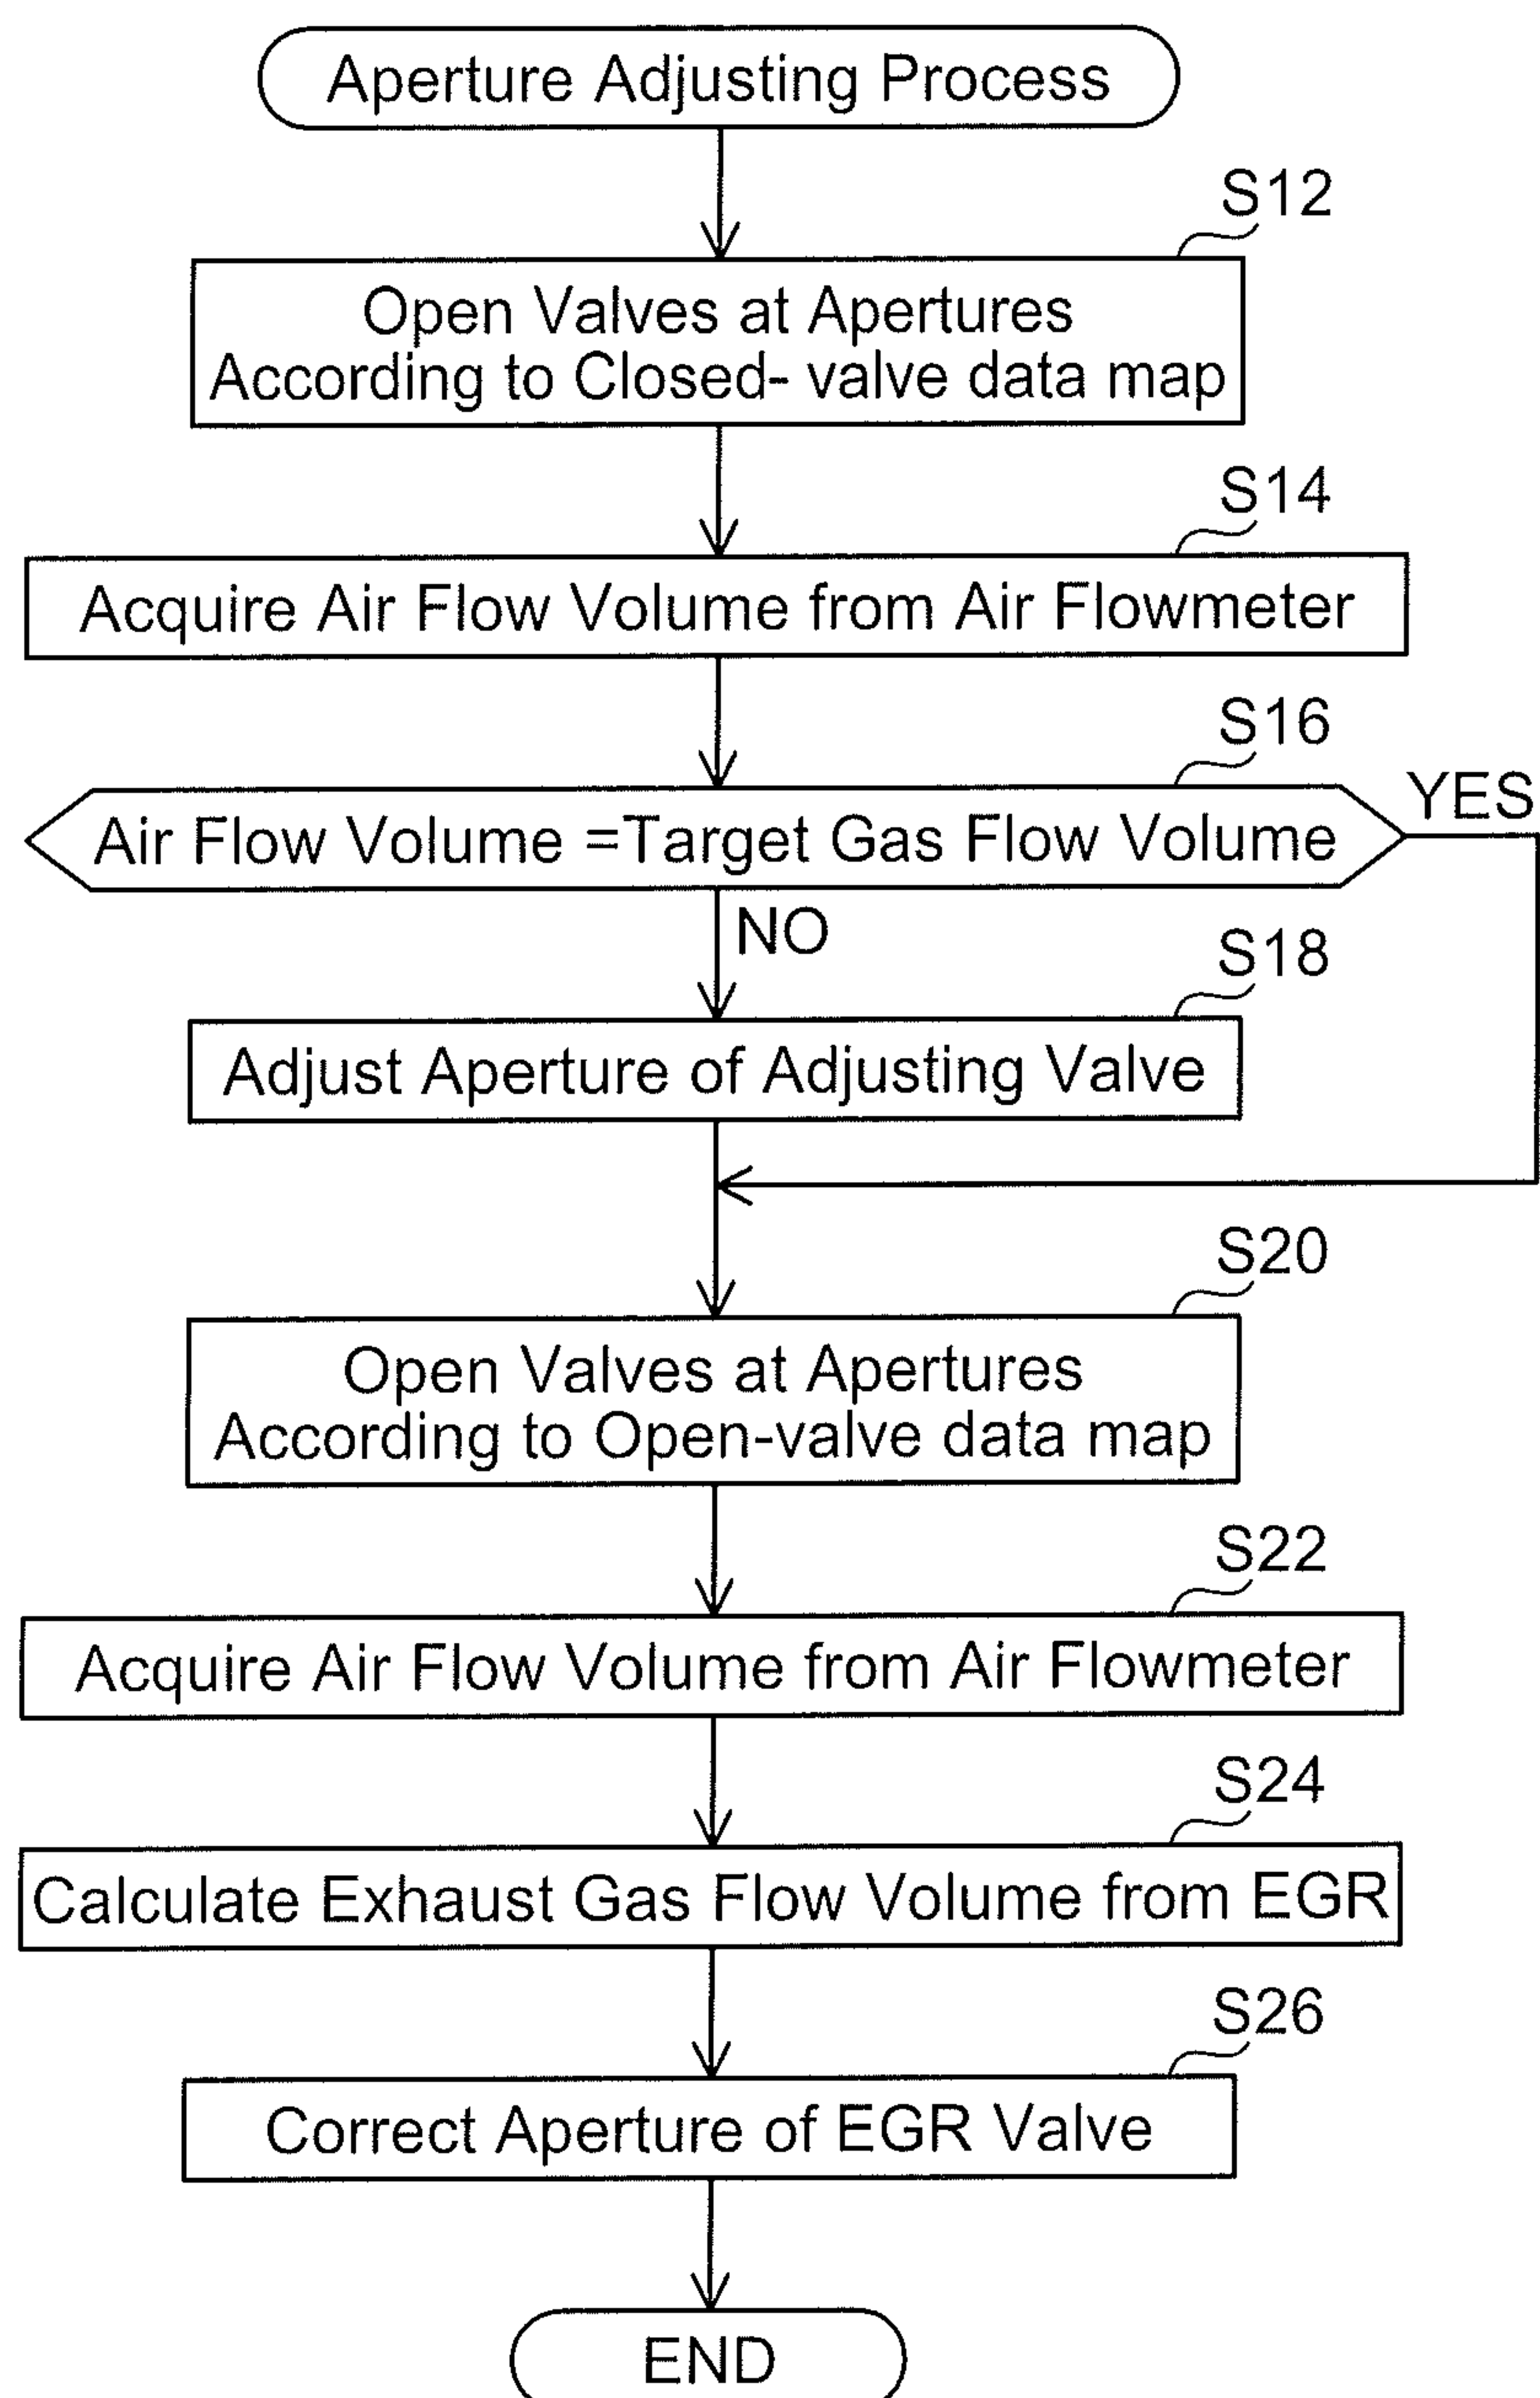 Aperture Adjusting Process
S12
Open Valves at Apertures
According to Closed- valve data map
S14
Acquire Air Flow Volume from Air Flowmeter
S16
Air Flow Volume =Target Gas Flow Volume
YES
NO
S18
Adjust Aperture of Adjusting Valve
S20
Open Valves at Apertures
According to Open-valve data map
S22
Acquire Air Flow Volume from Air Flowmeter
S24
Calculate Exhaust Gas Flow Volume from EGR
S26
Correct Aperture of EGR Valve
END